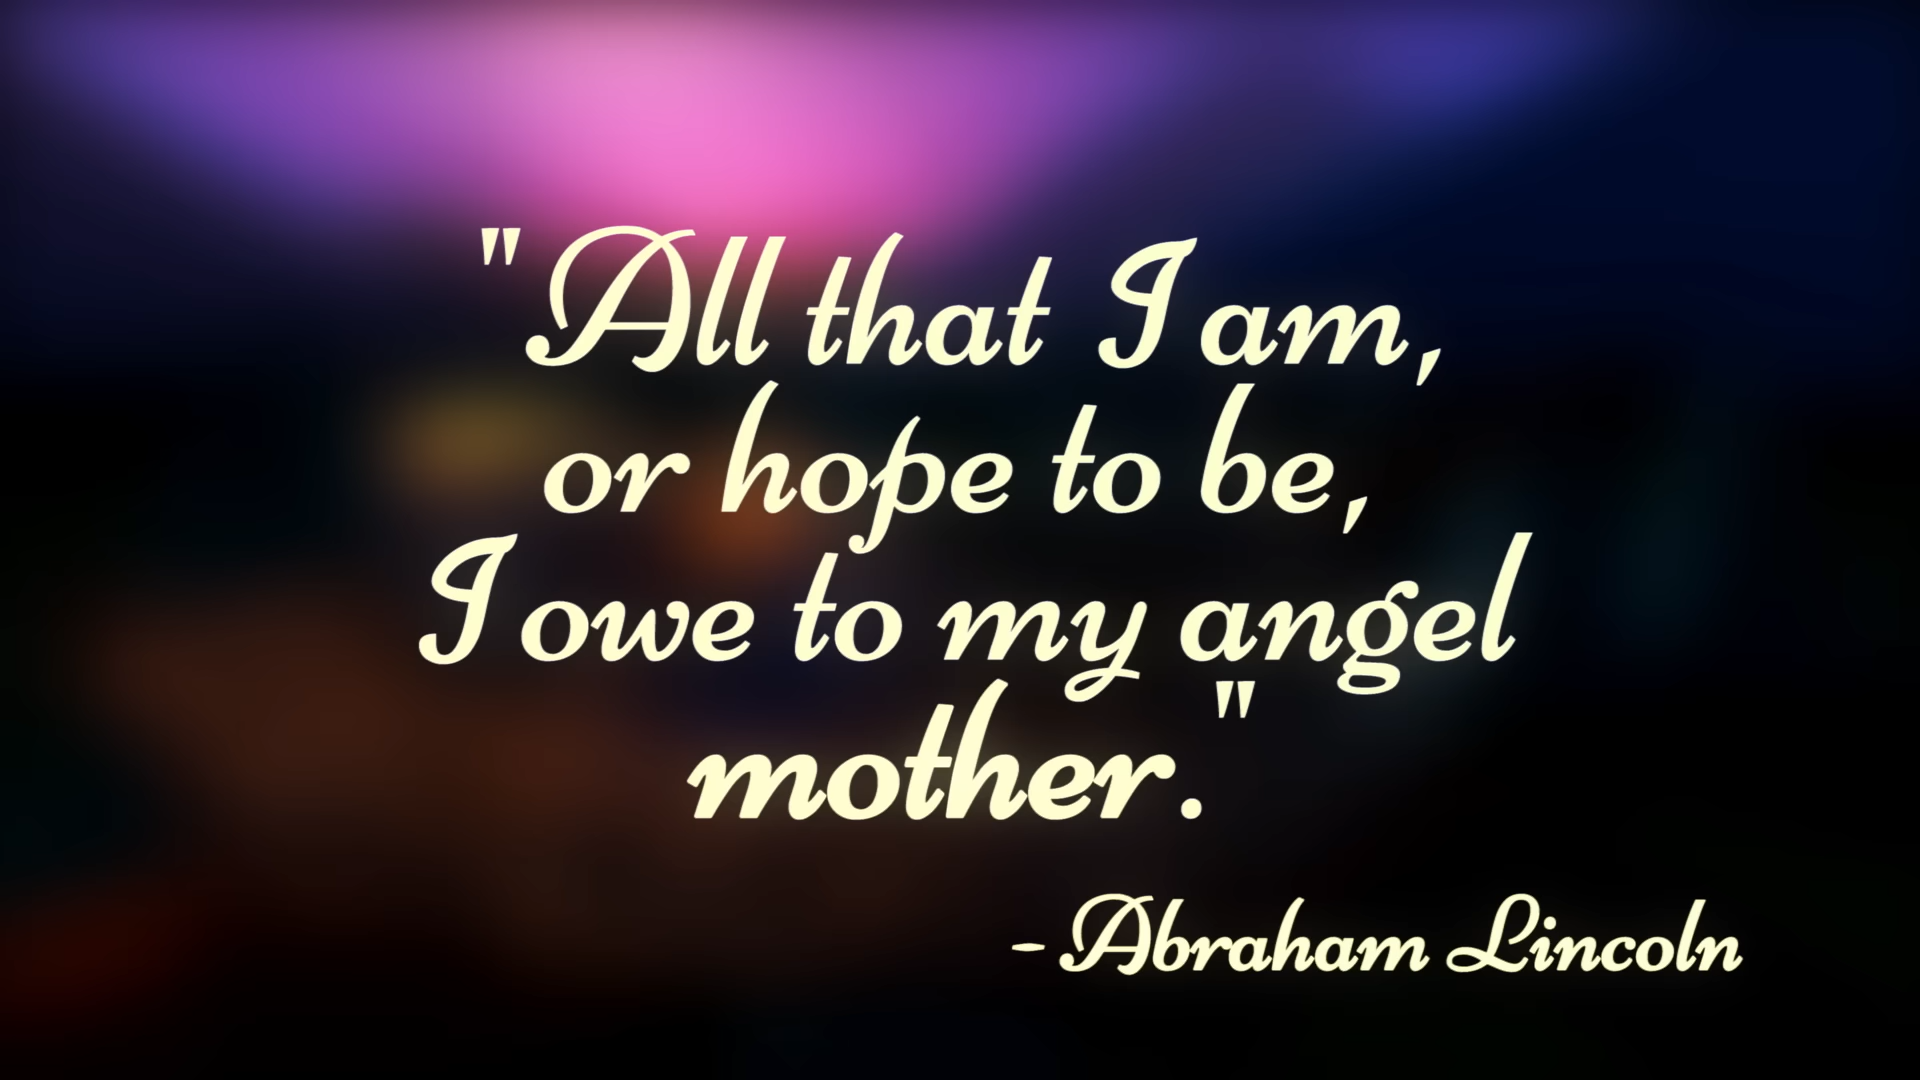 "All that I am,
or hope to be,
I owe to my angel
mother."
- Abraham Lincoln